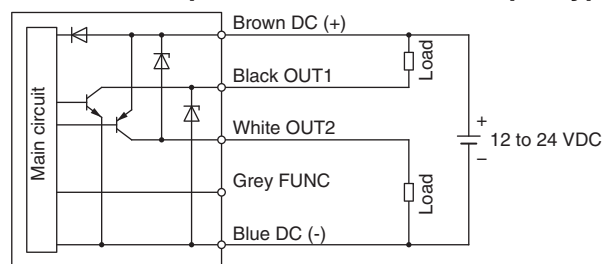 Brown DC (+)
Black OUT1
White OUT2
Grey FUNC
Blue DC (-)
Main circuit
Load
Load
+
12 to 24 VDC
−